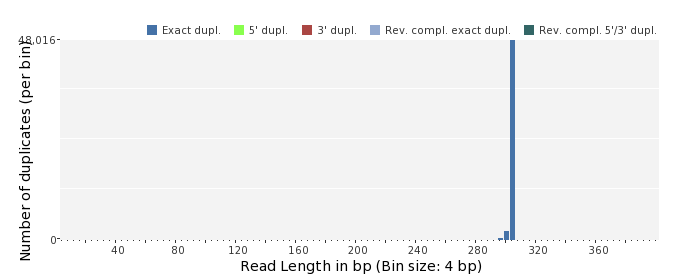 Exact dupl. 5' dupl. 3' dupl. Rev. compl. exact dupl. Rev. compl. 5'/3' dupl.
48,016
Number of duplicates (per bin)
0
40 80 120 160 200 240 280 320 360
Read Length in bp (Bin size: 4 bp)